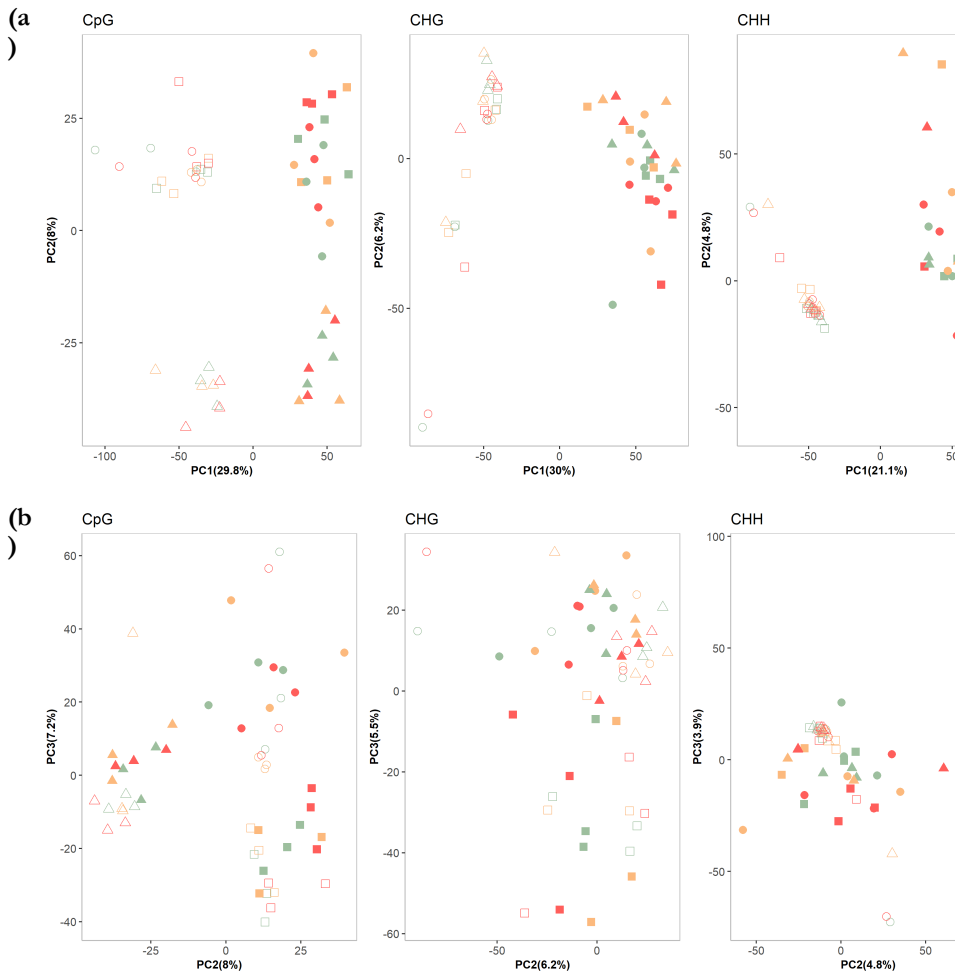 (a
)
CpG
CHG
CHH
PC2(8%)
25
0
-25
-100
-50
0
50
PC1(29.8%)
PC2(6.2%)
0
-50
-50
0
50
PC1(30%)
PC2(4.8%)
50
0
-50
-50
0
50
PC1(21.1%)
(b
)
CpG
CHG
CHH
PC3(7.2%)
60
40
20
0
-20
-40
-25
0
25
PC2(8%)
PC3(5.5%)
20
0
-20
-40
-60
-50
0
PC2(6.2%)
PC3(3.9%)
100
50
0
-50
-50
0
50
PC2(4.8%)